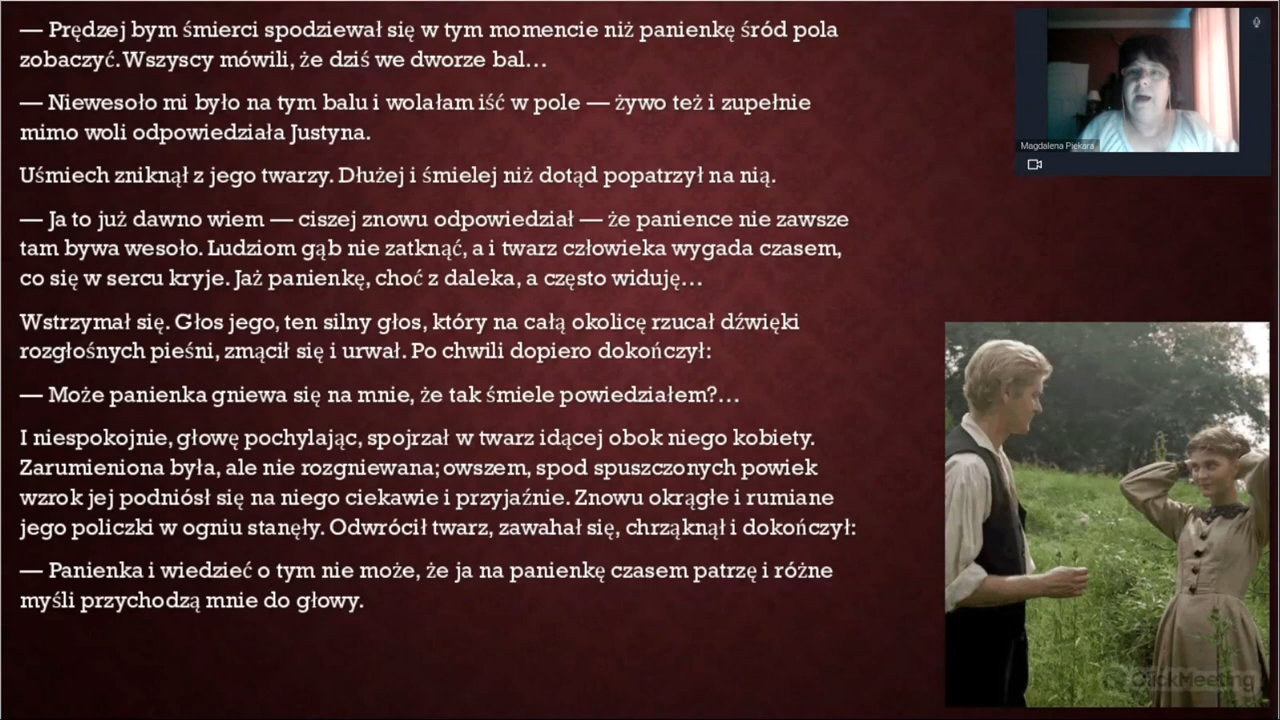 — Prędzej bym śmierci spodziewał się w tym momencie niż panienkę śród pola
zobaczyć. Wszyscy mówili, że dziś we dworze bal…
— Niewesoło mi było na tym balu i wolałam iść w pole — żywo też i zupełnie
mimo woli odpowiedziała Justyna.
Uśmiech zniknął z jego twarzy. Dłużej i śmielej niż dotąd popatrzył na nią.
— Ja to już dawno wiem — ciszej znowu odpowiedział — że panience nie zawsze
tam bywa wesoło. Ludziom gąb nie zatknąć, a i twarz człowieka wygada czasem,
co się w sercu kryje. Jaż panienkę, choć z daleka, a często widuję…
Wstrzymał się. Głos jego, ten silny głos, który na całą okolicę rzucał dźwięki
rozgłośnych pieśni, zmącił się i urwał. Po chwili dopiero dokończył:
— Może panienka gniewa się na mnie, że tak śmiele powiedziałem?…
I niespokojnie, głowę pochylając, spojrzał w twarz idącej obok niego kobiety.
Zarumieniona była, ale nie rozgniewana; owszem, spod spuszczonych powiek
wzrok jej podniósł się na niego ciekawie i przyjaźnie. Znowu okrągłe i rumiane
jego policzki w ogniu stanęły. Odwrócił twarz, zawahał się, chrząknął i dokończył:
— Panienka i wiedzieć o tym nie może, że ja na panienkę czasem patrzę i różne
myśli przychodzą mnie do głowy.
Magdalena Piekara
ClickMeeting